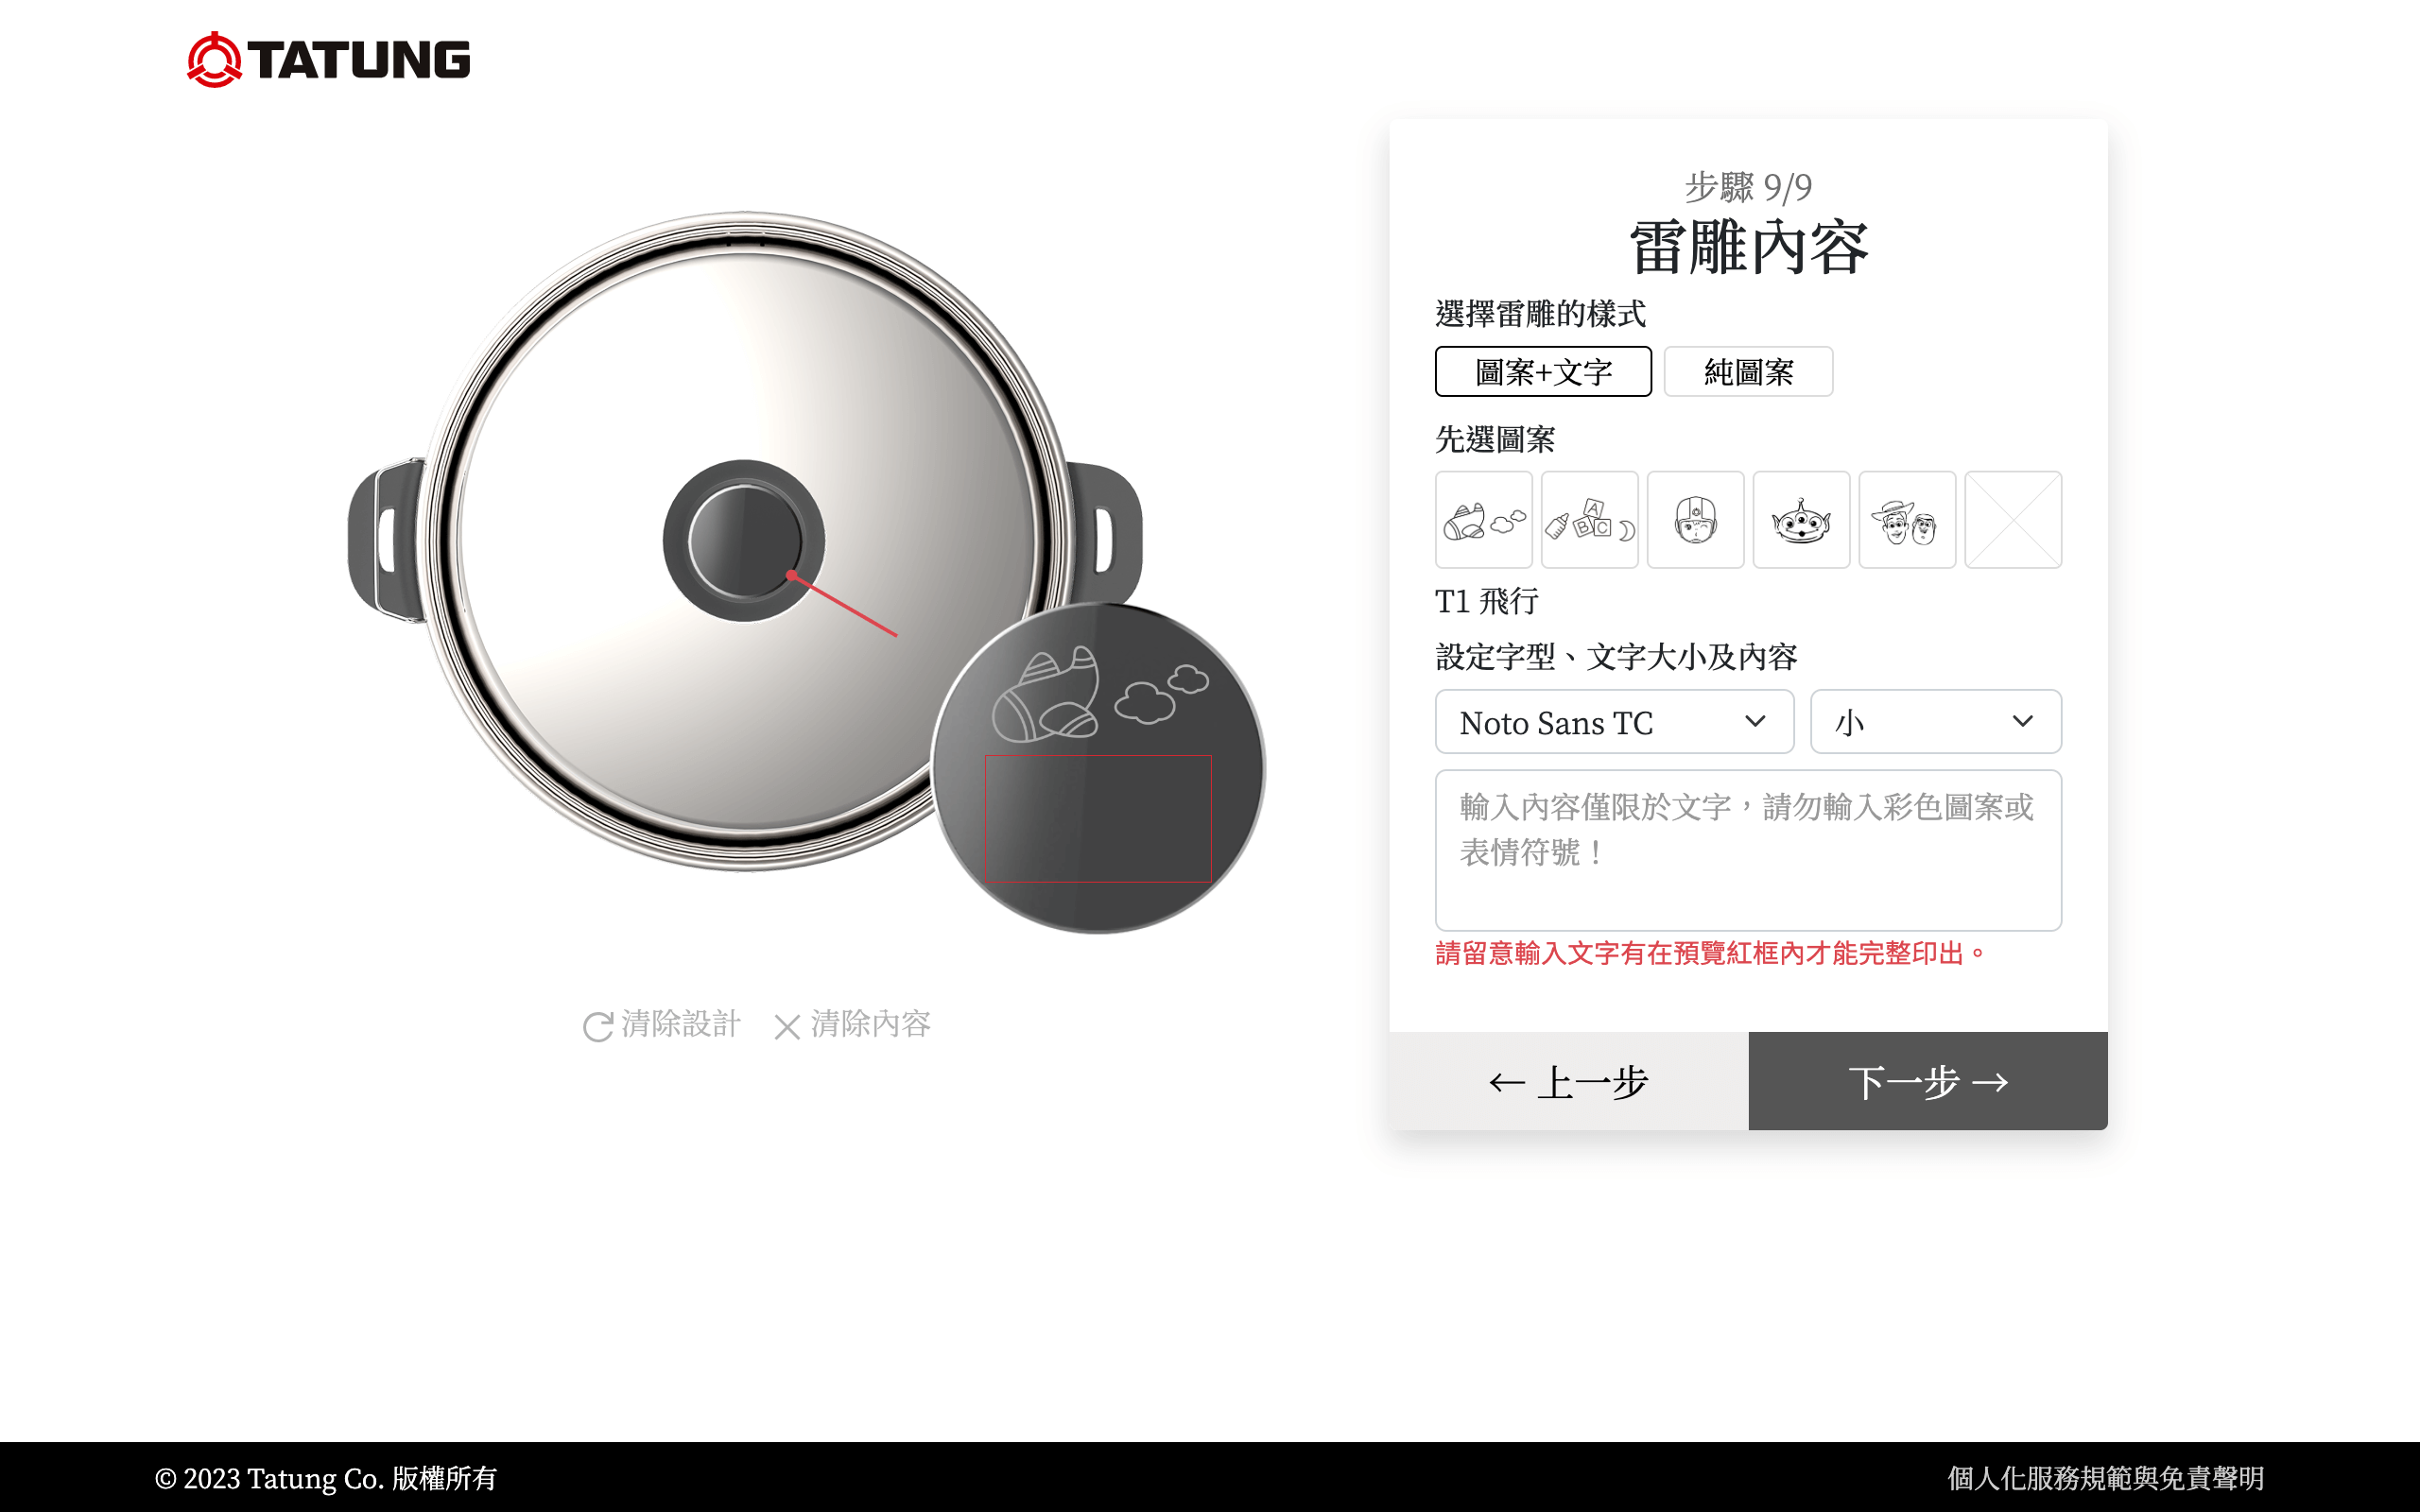 TATUNG
步驟 9/9
雷雕內容
選擇雷雕的樣式
圖案+文字
純圖案
先選圖案
A
B C
T1 飛行
設定字型、文字大小及內容
Noto Sans TC
小
輸入內容僅限於文字，請勿輸入彩色圖案或
表情符號！
請留意輸入文字有在預覽紅框內才能完整印出。
清除設計
清除內容
← 上一步
下一步 →
© 2023 Tatung Co. 版權所有
個人化服務規範與免責聲明